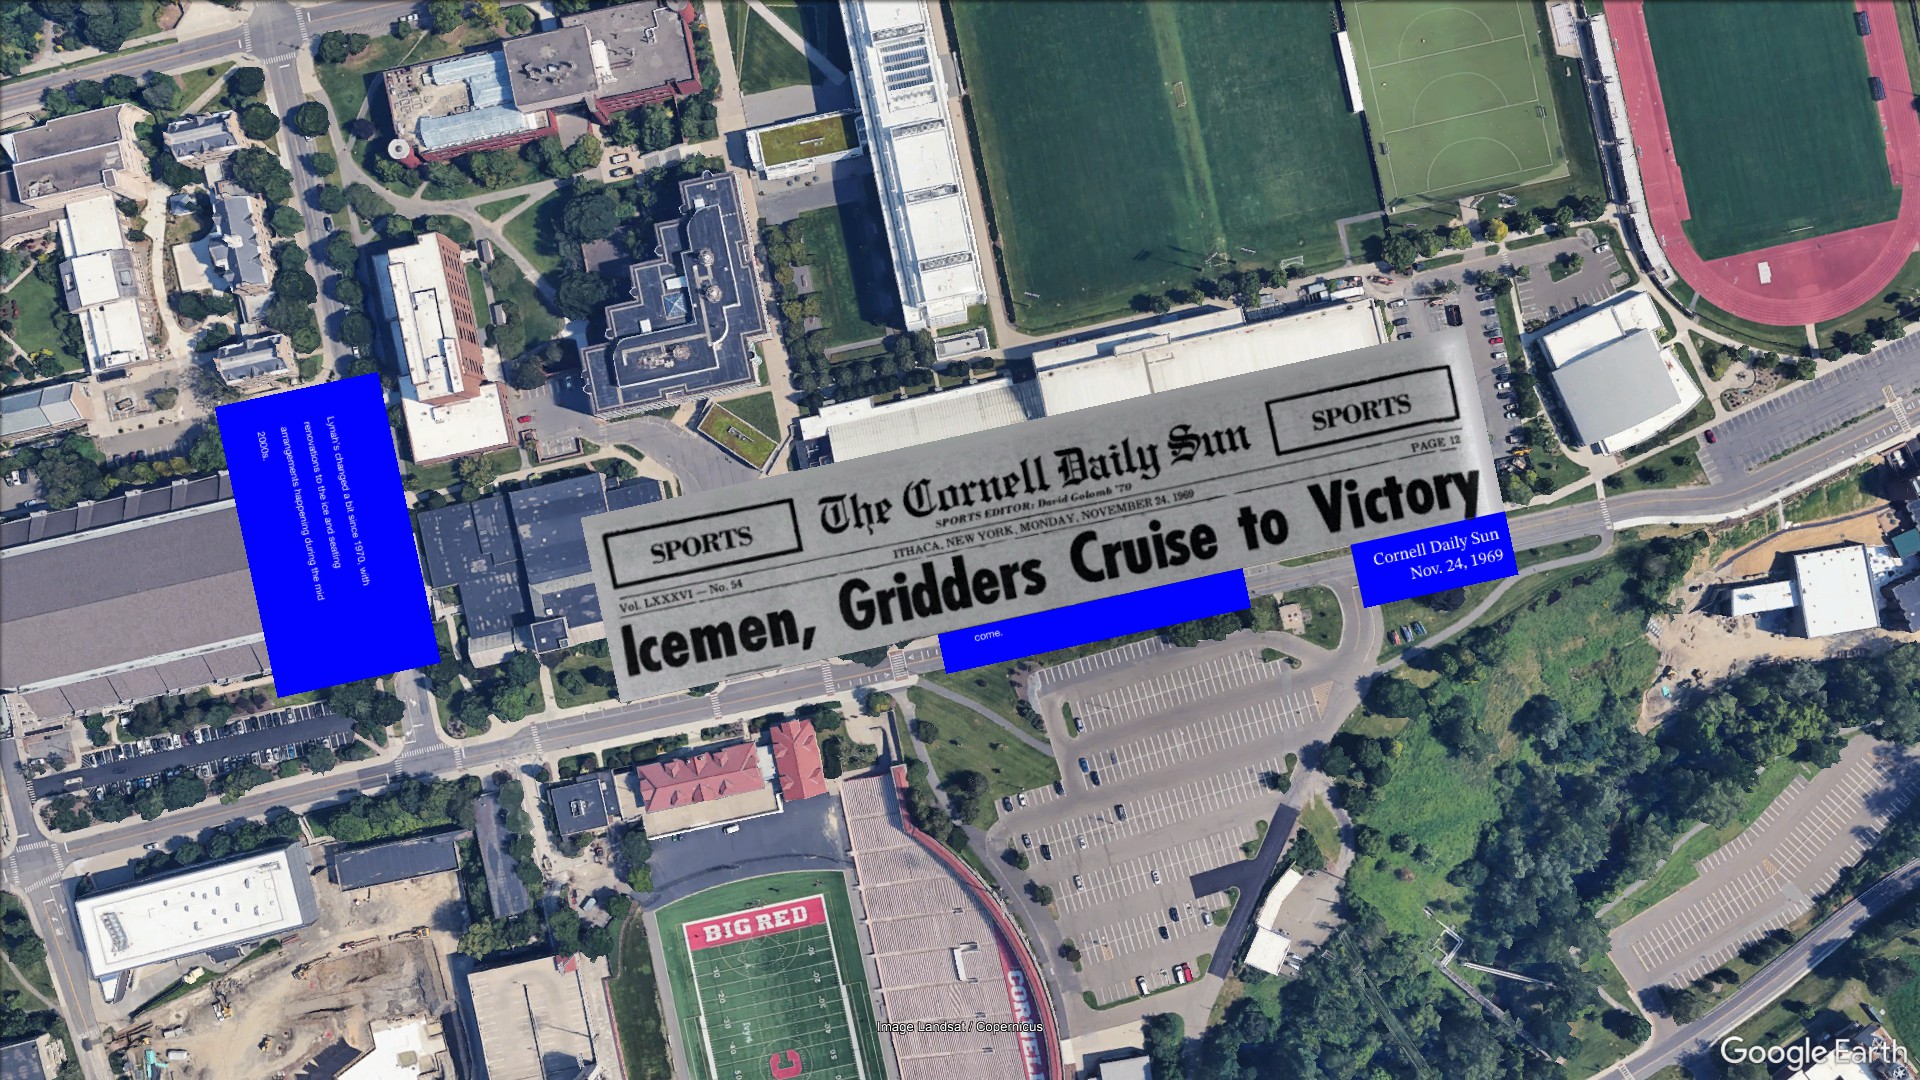 Lynah's changed a bit since 1970, with
renovations to the ice and seating
arrangements happening during the mid
2000s.
SPORTS
The Cornell Daily Sun
SPORTS
SPORTS EDITOR: David Golomb '70
Vol. LXXXVI — No. 54
ITHACA, NEW YORK, MONDAY, NOVEMBER 24, 1969
PAGE 12
Icemen, Gridders Cruise to Victory
Cornell Daily Sun
Nov. 24, 1969
come.
BIG RED
CORNELL
C
Image Landsat / Copernicus
Google Earth